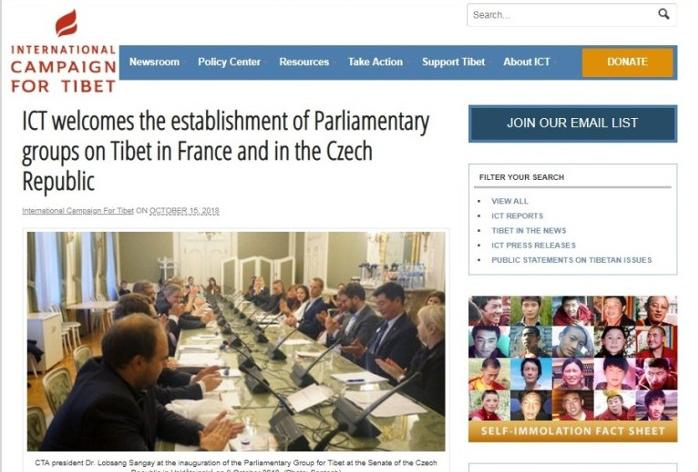 Search...
INTERNATIONAL
CAMPAIGN
FOR TIBET
Newsroom Policy Center Resources Take Action Support Tibet About ICT DONATE
ICT welcomes the establishment of Parliamentary
groups on Tibet in France and in the Czech
Republic
International Campaign For Tibet ON OCTOBER 15, 2018
CTA president Dr. Lobsang Sangay at the inauguration of the Parliamentary Group for Tibet at the Senate of the Czech
JOIN OUR EMAIL LIST
FILTER YOUR SEARCH
VIEW ALL
ICT REPORTS
TIBET IN THE NEWS
ICT PRESS RELEASES
PUBLIC STATEMENTS ON TIBETAN ISSUES
SELF-IMMOLATION FACT SHEET